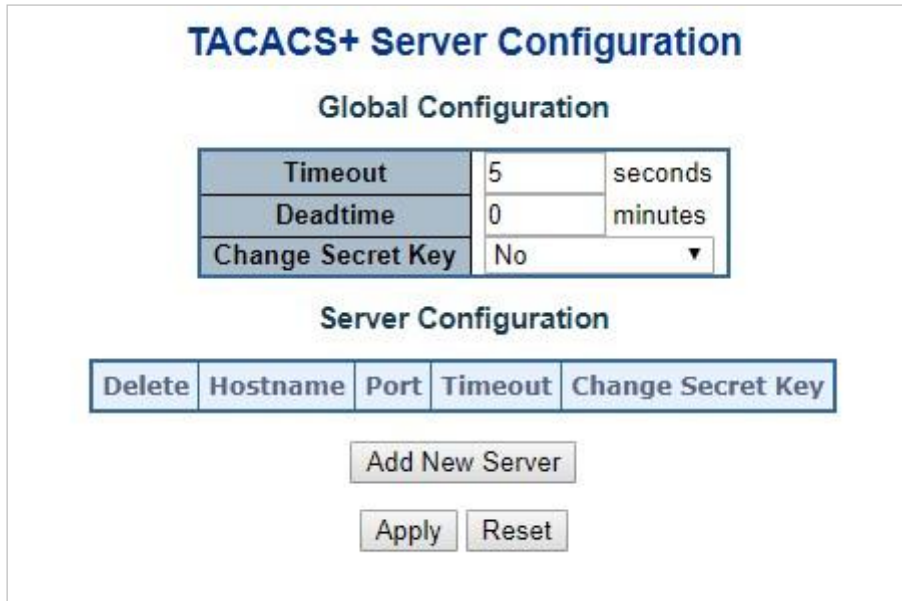 TACACS+ Server Configuration
Global Configuration
Timeout 5 seconds
Deadtime 0 minutes
Change Secret Key No
Server Configuration
Delete Hostname Port Timeout Change Secret Key
Add New Server
Apply Reset